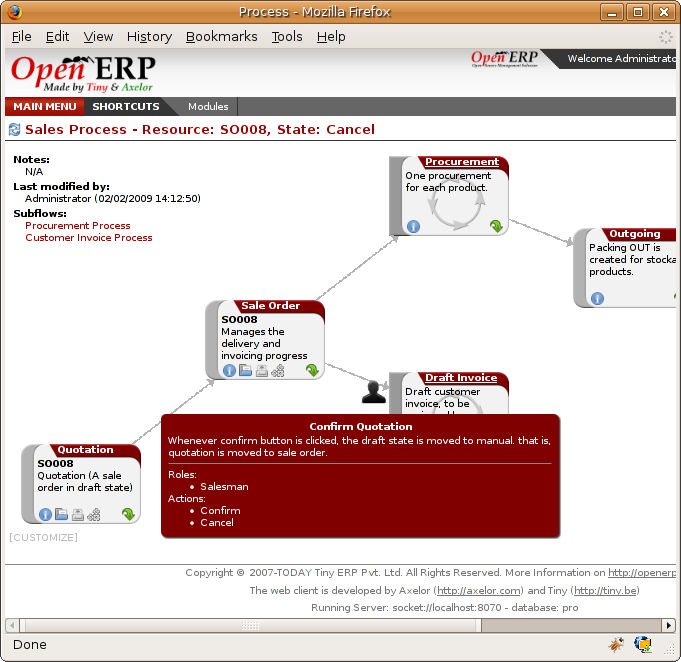 Process - Mozilla Firefox
File Edit View History Bookmarks Tools Help
Open ERP
Made by Tiny & Axelor
Open ERP
Welcome Administrato
MAIN MENU SHORTCUTS Modules
Sales Process - Resource: SO008, State: Cancel
Notes:
N/A
Last modified by:
Administrator (02/02/2009 14:12:50)
Subflows:
Procurement Process
Customer Invoice Process
Procurement
One procurement
for each product.
Outgoing
Packing OUT is
created for stocka
products.
Sale Order
SO008
Manages the
delivery and
invoicing progress
Draft Invoice
Draft customer
invoice, to be
Quotation
SO008
Quotation (A sale
order in draft state)
Confirm Quotation
Whenever confirm button is clicked, the draft state is moved to manual. that is,
quotation is moved to sale order.
Roles:
Salesman
Actions:
Confirm
Cancel
[CUSTOMIZE]
Copyright © 2007-TODAY Tiny ERP Pvt. Ltd. All Rights Reserved. More Information on http://openerp
The web client is developed by Axelor (http://axelor.com) and Tiny (http://tiny.be)
Running Server: socket://localhost:8070 - database: pro
Done